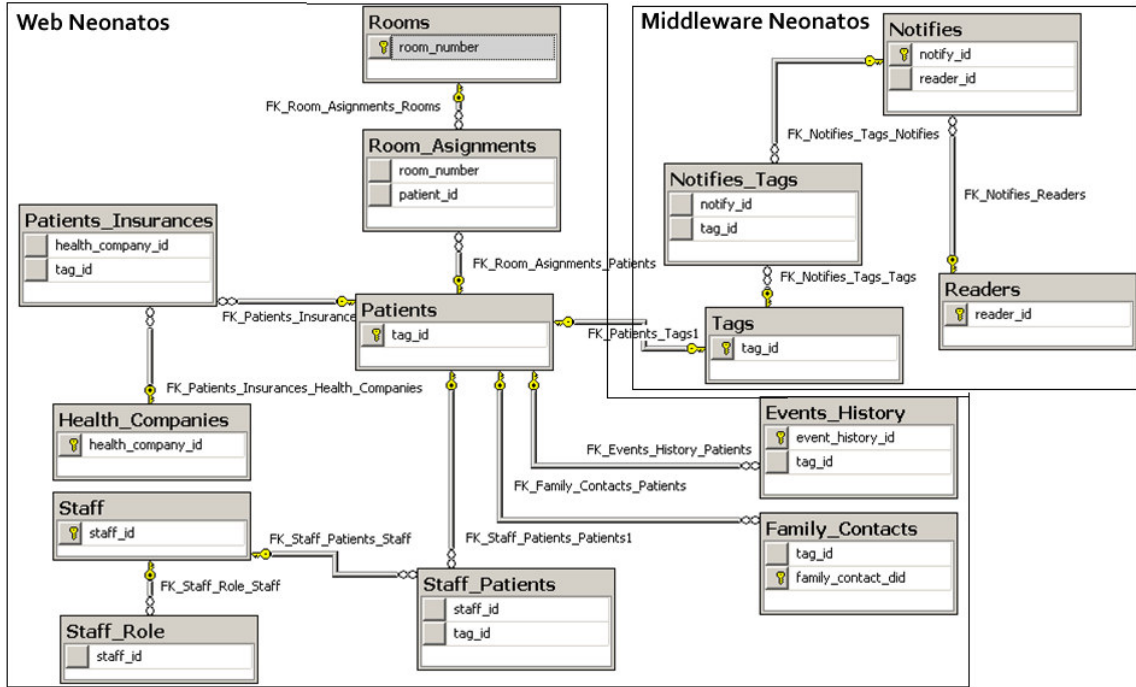 Web Neonatos
Rooms
room_number
FK_Room_Asignments_Rooms
Room_Asignments
room_number
patient_id
FK_Room_Asignments_Patients
Patients_Insurances
health_company_id
tag_id
FK_Patients_Insurance
Patients
tag_id
FK_Patients_Tags1
FK_Patients_Insurances_Health_Companies
Health_Companies
health_company_id
Staff
staff_id
FK_Staff_Patients_Staff
FK_Staff_Role_Staff
Staff_Role
staff_id
FK_Staff_Patients_Patients1
Staff_Patients
staff_id
tag_id
FK_Events_History_Patients
FK_Family_Contacts_Patients
Events_History
event_history_id
tag_id
Family_Contacts
tag_id
family_contact_did
Middleware Neonatos
Notifies
notify_id
reader_id
FK_Notifies_Tags_Notifies
Notifies_Tags
notify_id
tag_id
FK_Notifies_Readers
FK_Notifies_Tags_Tags
Readers
reader_id
Tags
tag_id